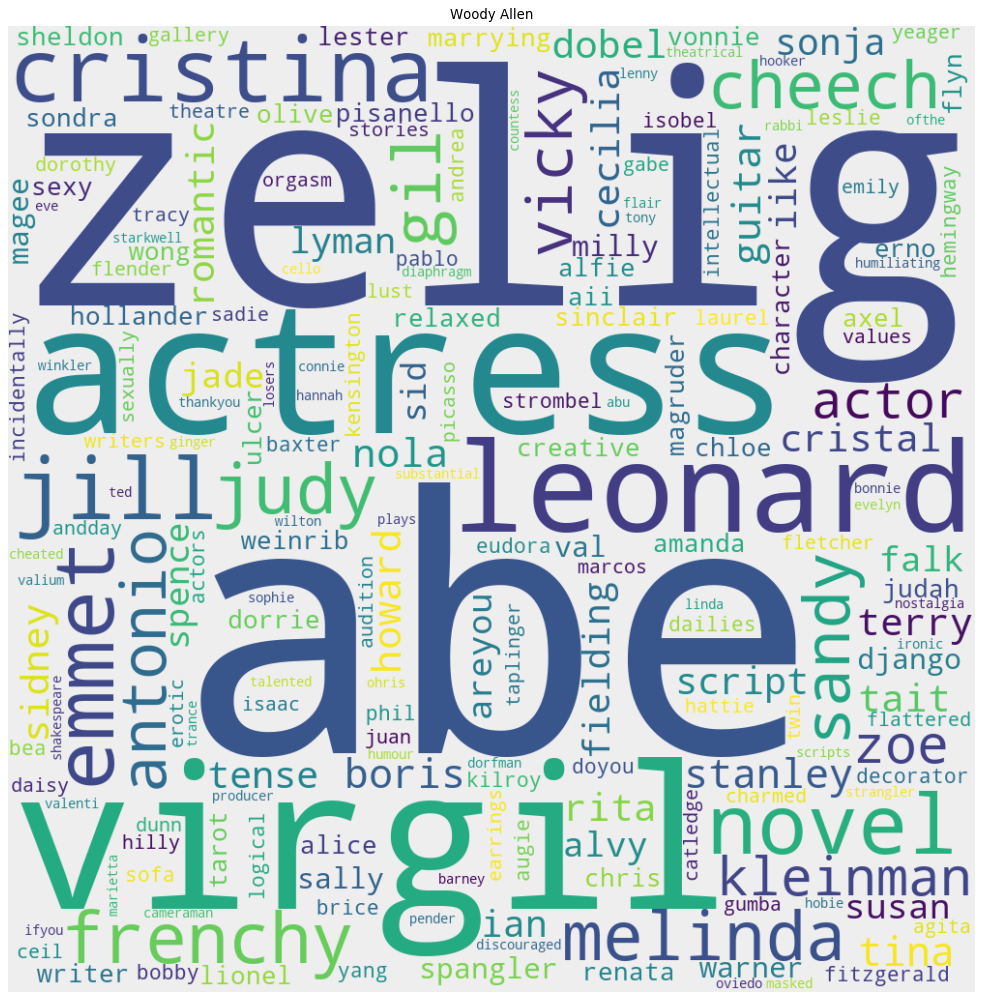 Woody Allen
sheldon
gallery
lester
marrying
dobel
vonnie
theatrical
sonja
yeager
cristina
zelig
hooker
lenny
cheech
flyn
sondra
theatre
olive
pisanello
stories
andrea
countess
vicky
cecilia
isobel
rabbi
leslie
ofthe
dorothy
romantic
orgasm
gil
gabe
intellectual
guitar
iike
emily
hemingway
magee
sexy
eve
tracy
starkwell
wong
flender
lyman
pablo
diaphragm
cello
milly
flair
tony
alfie
erno
humiliating
lust
aii
character
hollander
sadie
relaxed
sinclair
laurel
axel
values
incidentally
actress
winkler
sexually
jade
thankyou
connie
hannah
losers
kensington
sid
picasso
strombel
abu
magruder
actor
writers
ginger
ulcer
baxter
nola
creative
chloe
cristal
substantial
jill
ted
judy
leonard
bonnie
evelyn
andday
wilton
plays
cheated
valium
emmet
antonio
spence
actors
weinrib
howard
eudora
val
marcos
amanda
fletcher
falk
abe
sophie
audition
sidney
dorrie
areyou
taplinger
fielding
linda
dailies
sandy
judah
nostalgia
terry
ironic
django
shakespeare
erotic
trance
talented
isaac
ohris
script
hattie
twin
tait
flattered
bea
phil
juan
humour
scripts
zoe
daisy
tense
boris
dorfman
kilroy
doyou
stanley
decorator
valenti
producer
virgil
earrings
rita
charmed
strangler
dunn
hilly
tarot
logical
alice
augie
alvy
catledge
novel
marietta
sofa
sally
barney
chris
kleinman
cameraman
brice
pender
gumba
hobie
susan
ifyou
frenchy
ian
discouraged
melinda
agita
ceil
tina
writer
bobby
lionel
yang
spangler
renata
warner
oviedo
masked
fitzgerald